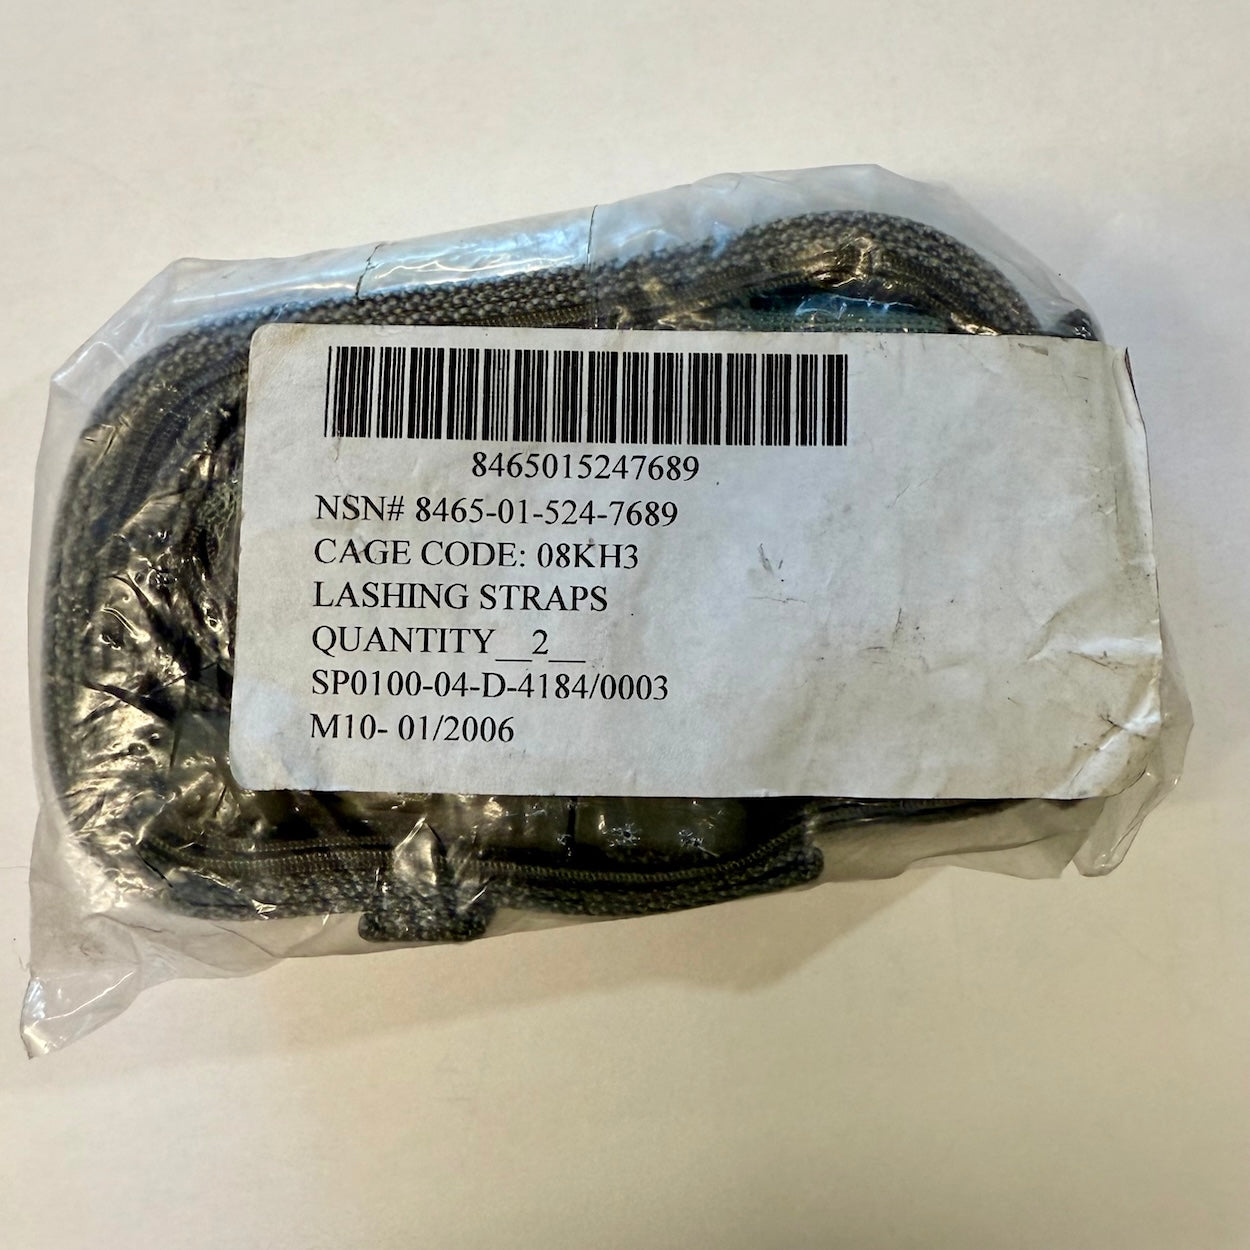 8465015247689
NSN# 8465-01-524-7689
CAGE CODE: 08KH3
LASHING STRAPS
QUANTITY__2__
SP0100-04-D-4184/0003
M10- 01/2006